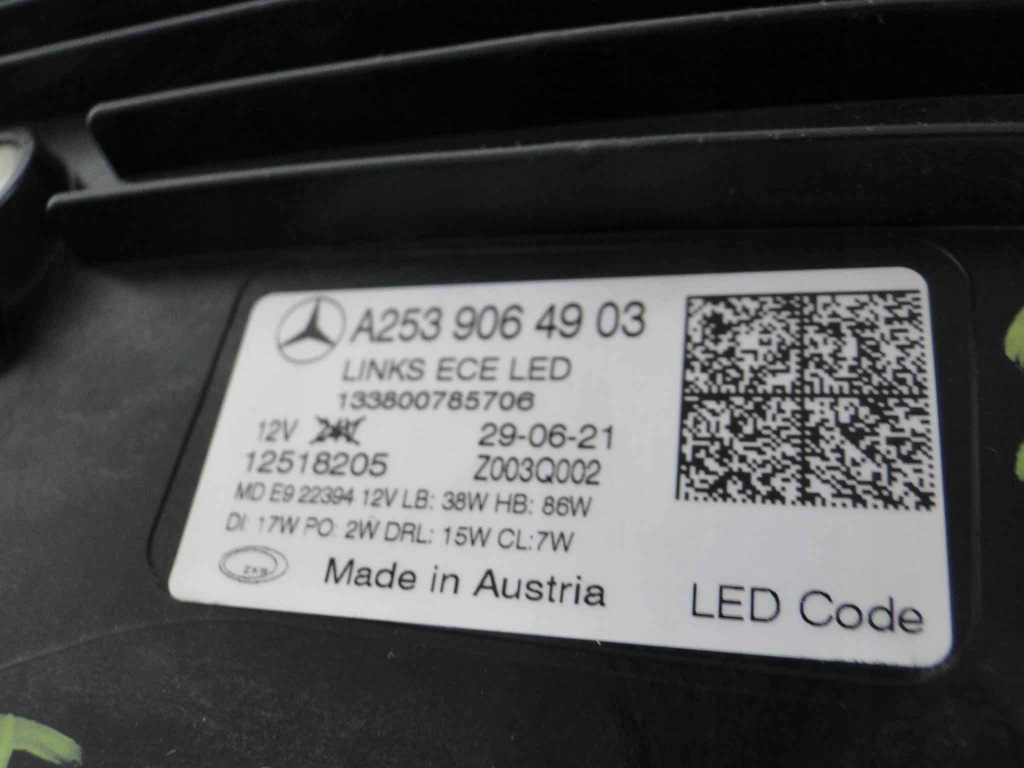 A253 906 49 03
LINKS ECE LED
133800785706
12V 24V 29-06-21
12518205 Z003Q002
MD E9 22394 12V LB: 38W HB: 86W
DI: 17W PO: 2W DRL: 15W CL:7W
ZKW Made in Austria
LED Code